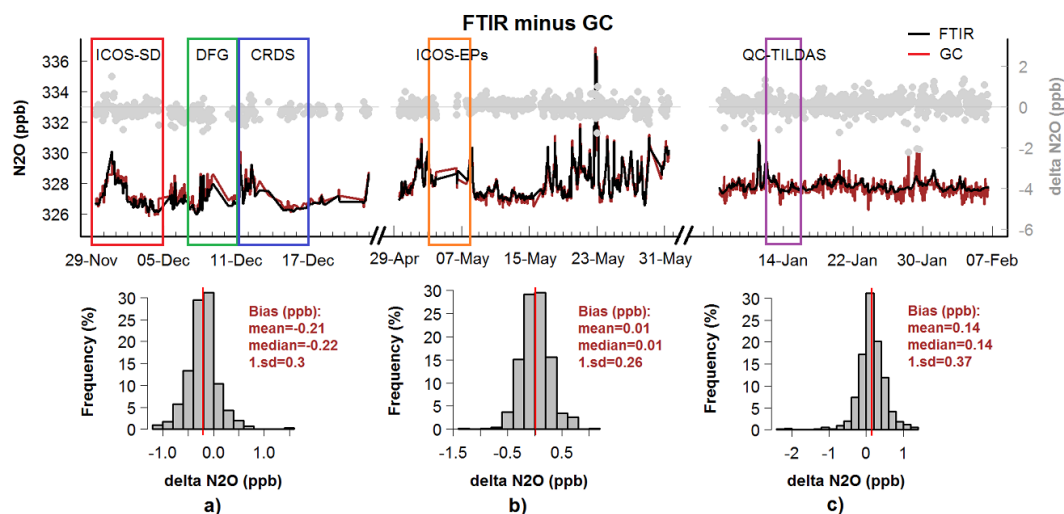 FTIR minus GC
ICOS-SD
DFG
CRDS
ICOS-EPs
QC-TILDAS
FTIR
GC
N2O (ppb)
336
334
332
330
328
326
delta N2O (ppb)
2
0
-2
-4
-6
29-Nov 05-Dec 11-Dec 17-Dec 29-Apr 07-May 15-May 23-May 31-May 14-Jan 22-Jan 30-Jan 07-Feb
Frequency (%)
30
25
20
15
10
5
0
Bias (ppb):
mean=-0.21
median=-0.22
1.sd=0.3
-1.0 0.0 1.0
delta N2O (ppb)
a)
Frequency (%)
30
25
20
15
10
5
0
Bias (ppb):
mean=0.01
median=0.01
1.sd=0.26
-1.5 -0.5 0.5
delta N2O (ppb)
b)
Frequency (%)
30
25
20
15
10
5
0
Bias (ppb):
mean=0.14
median=0.14
1.sd=0.37
-2 -1 0 1
delta N2O (ppb)
c)